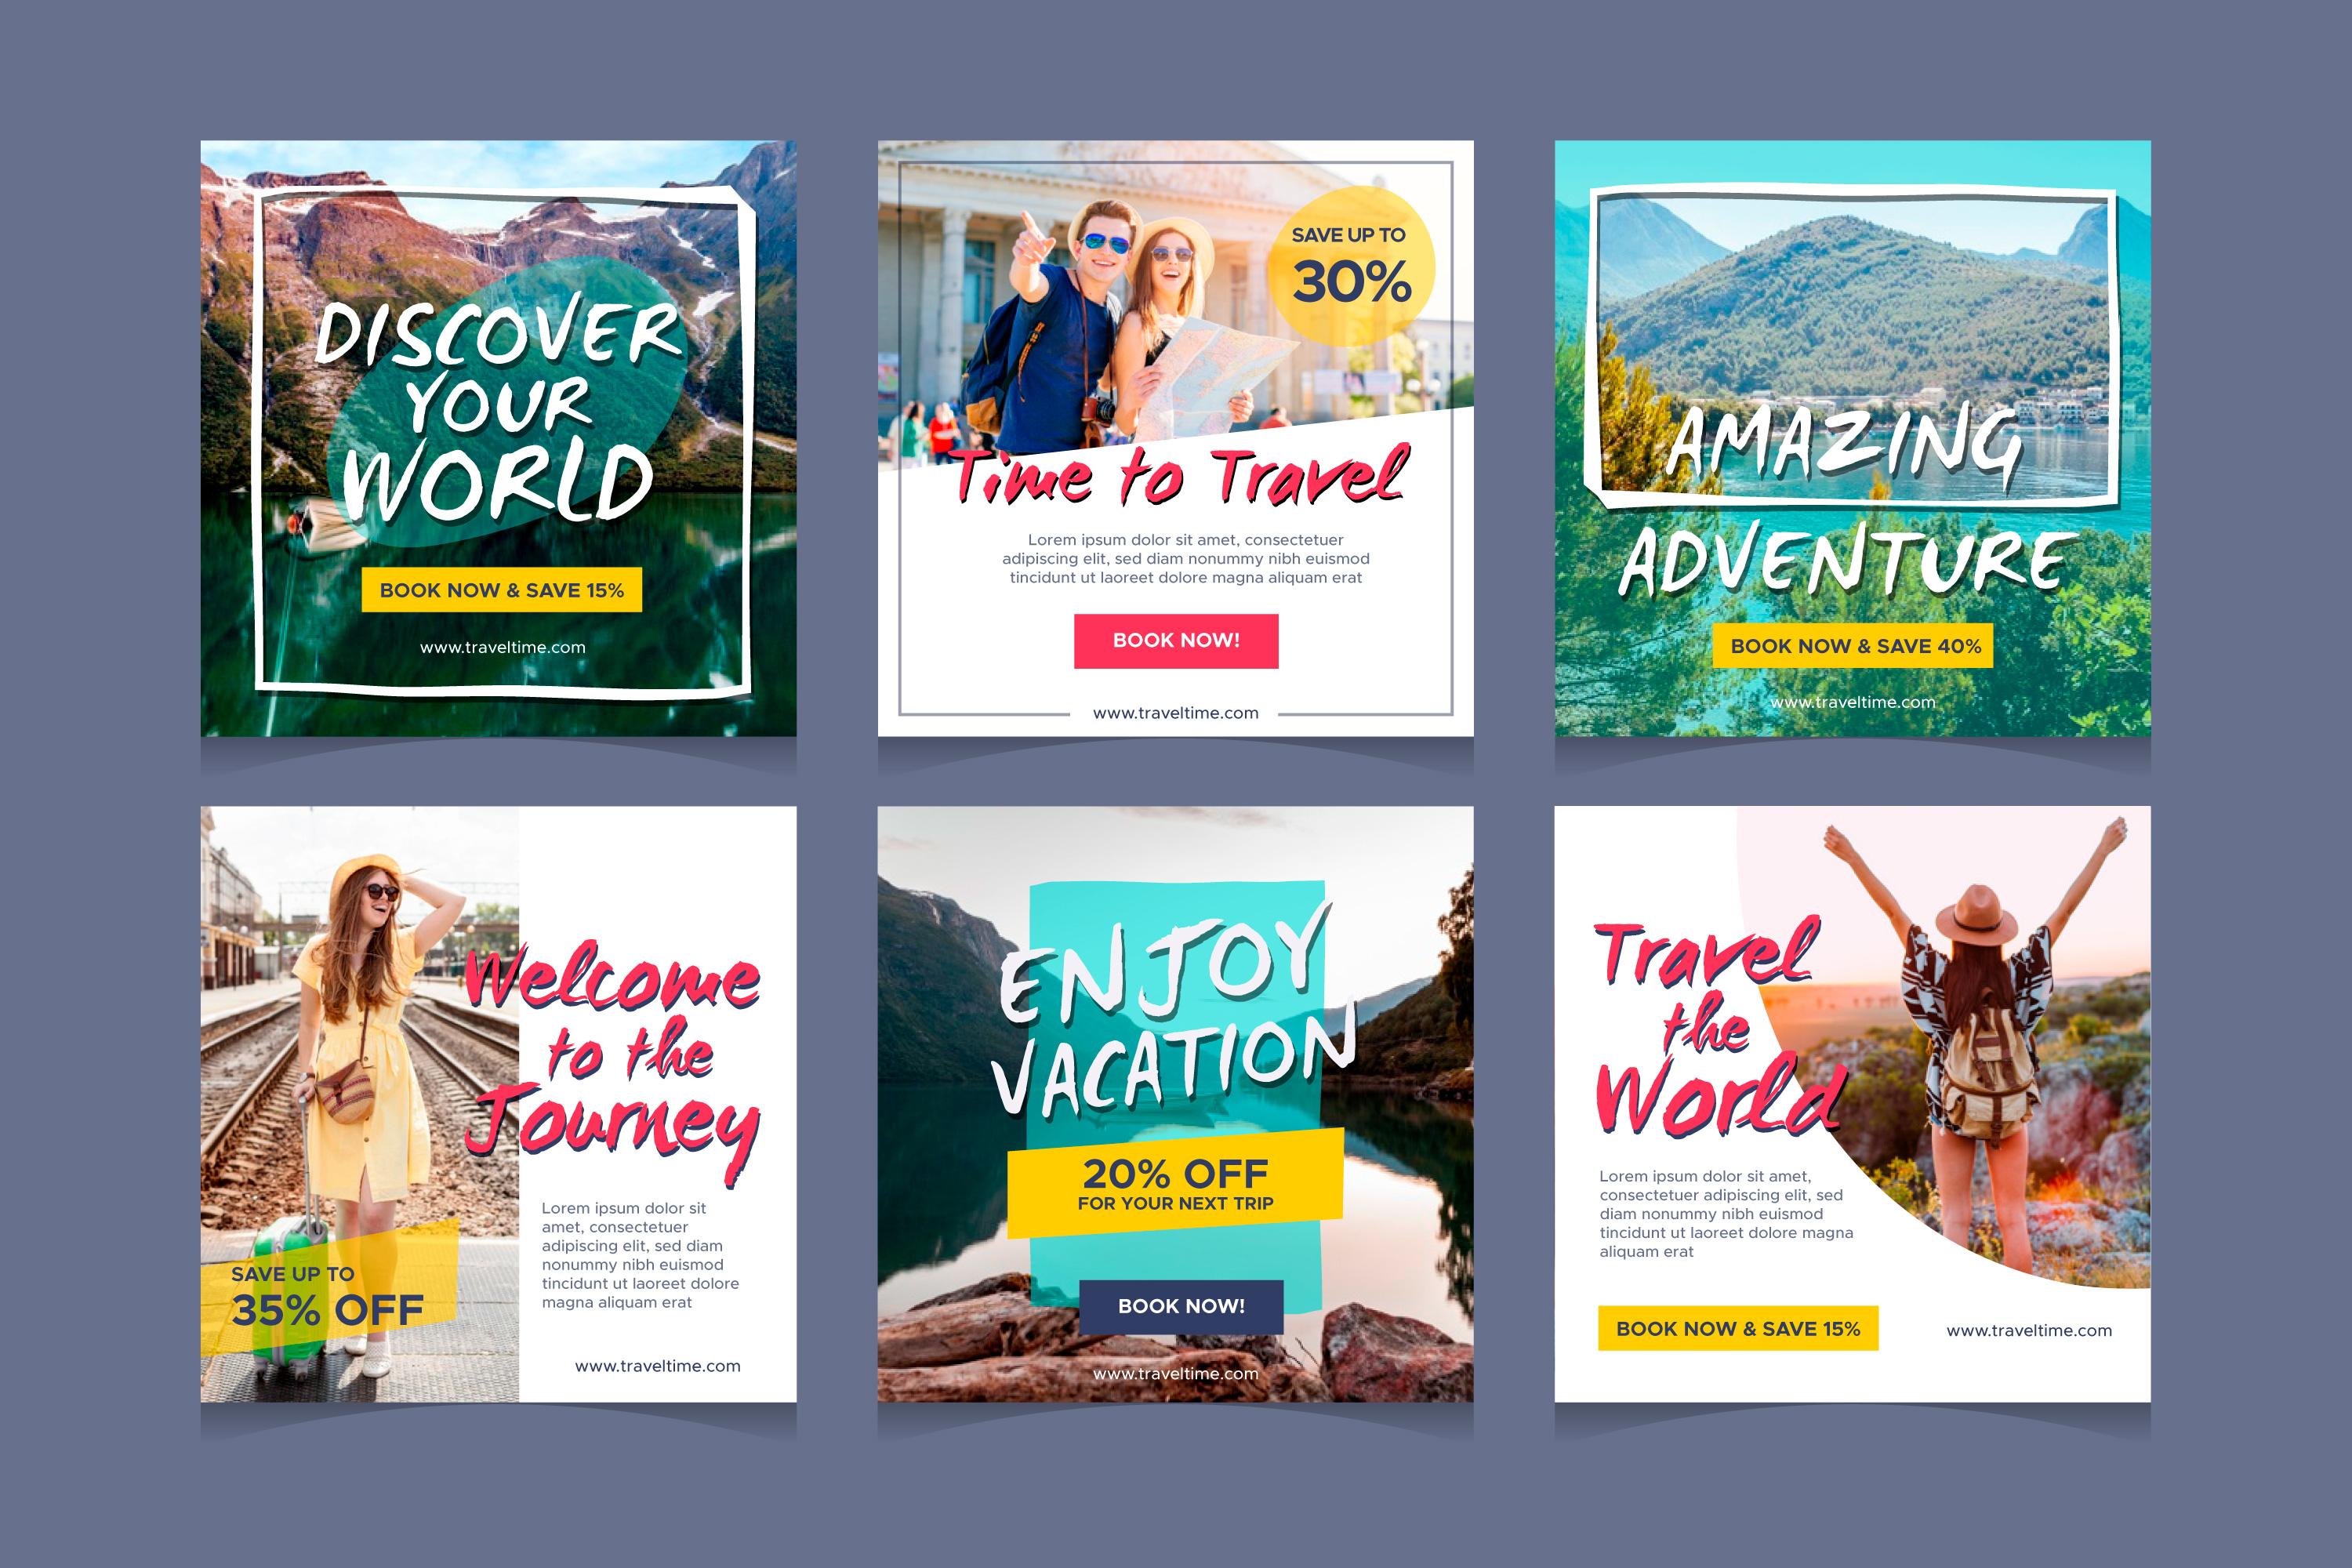 DISCOVER
YOUR
WORLD
BOOK NOW & SAVE 15%
www.traveltime.com
SAVE UP TO
30%
Time to Travel
Lorem ipsum dolor sit amet, consectetuer
adipiscing elit, sed diam nonummy nibh euismod
tincidunt ut laoreet dolore magna aliquam erat
BOOK NOW!
www.traveltime.com
AMAZING
ADVENTURE
BOOK NOW & SAVE 40%
www.traveltime.com
Welcome
to the
Journey
Lorem ipsum dolor sit
amet, consectetuer
adipiscing elit, sed diam
nonummy nibh euismod
tincidunt ut laoreet dolore
magna aliquam erat
SAVE UP TO
35% OFF
www.traveltime.com
ENJOY
VACATION
20% OFF
FOR YOUR NEXT TRIP
BOOK NOW!
www.traveltime.com
Travel
the
World
Lorem ipsum dolor sit amet,
consectetuer adipiscing elit, sed
diam nonummy nibh euismod
tincidunt ut laoreet dolore magna
aliquam erat
BOOK NOW & SAVE 15%
www.traveltime.com